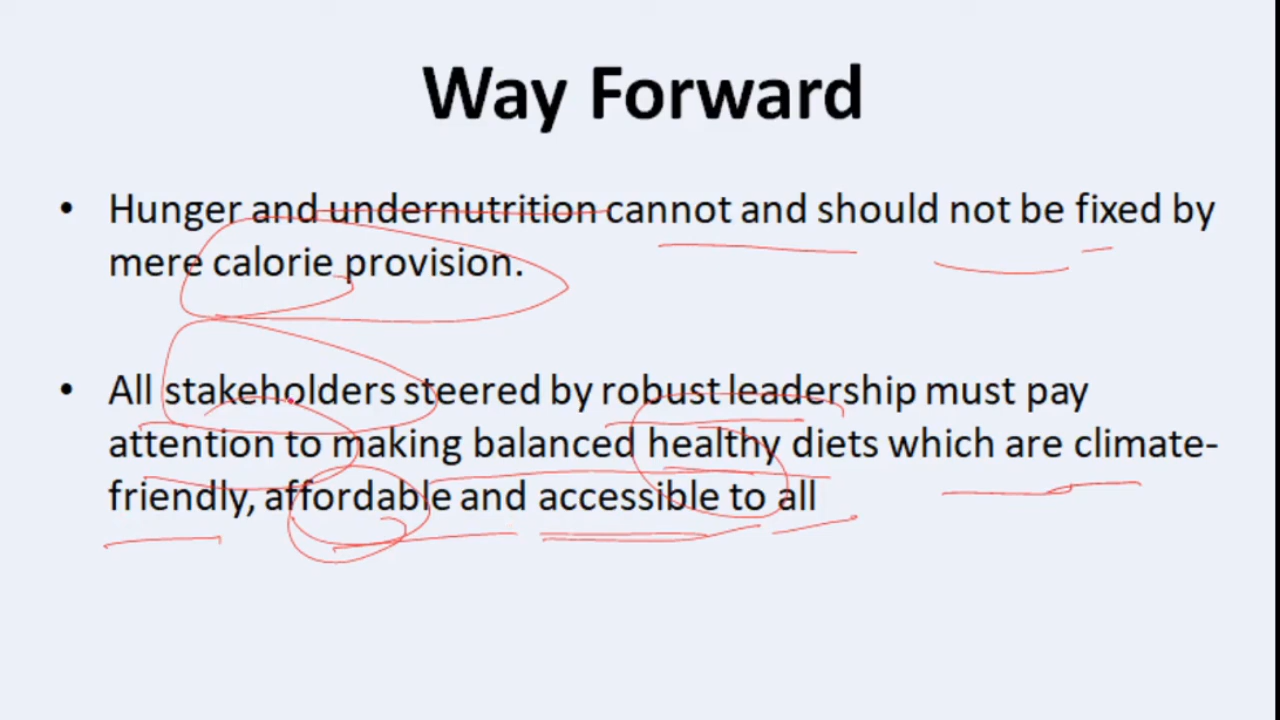 Way Forward
• Hunger and undernutrition cannot and should not be fixed by
mere calorie provision.
• All stakeholders steered by robust leadership must pay
attention to making balanced healthy diets which are climate-
friendly, affordable and accessible to all